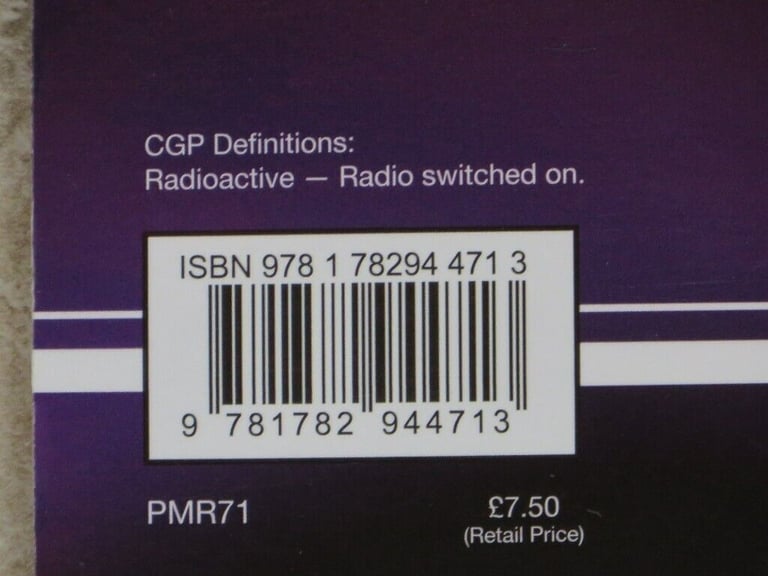 CGP Definitions:
Radioactive — Radio switched on.
ISBN 978 1 78294 471 3
9 781782 944713
PMR71
£7.50
(Retail Price)